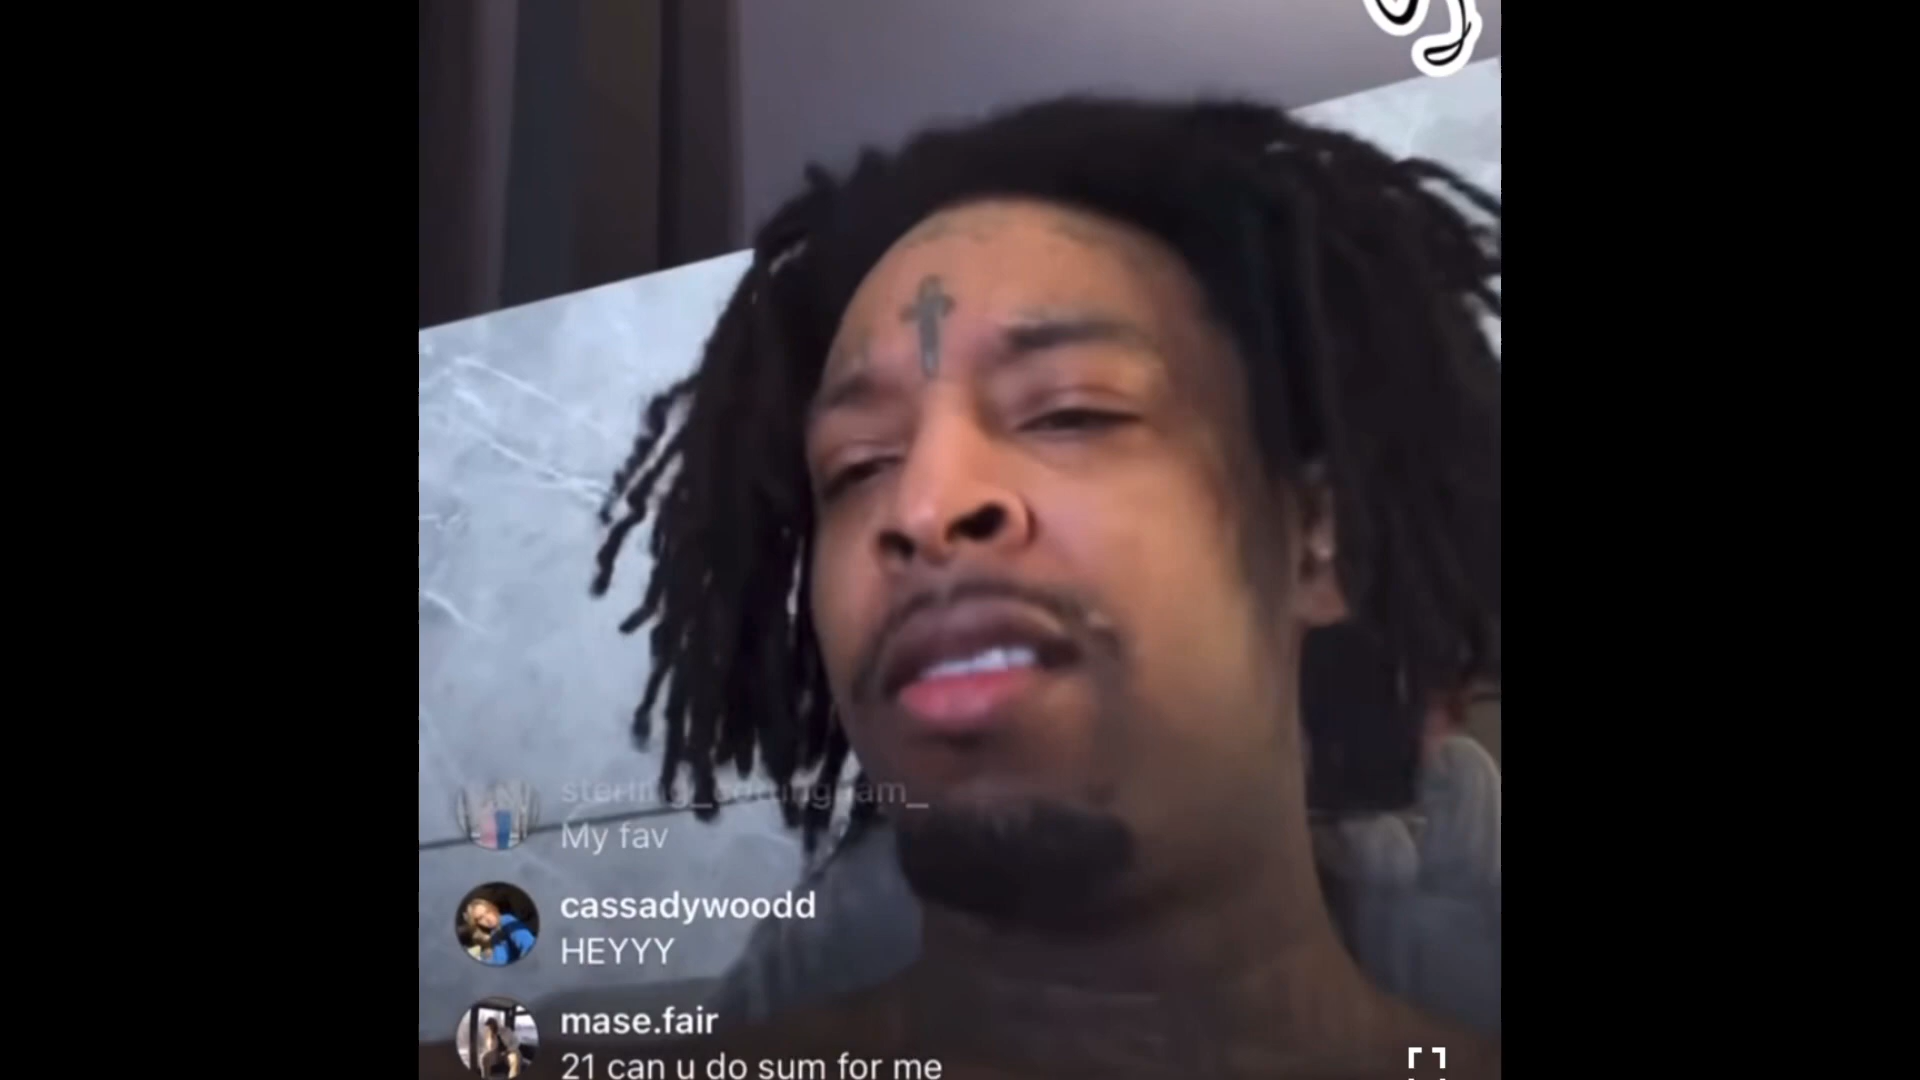 My fav
cassadywoodd
HEYYY
mase.fair
21 can u do sum for me